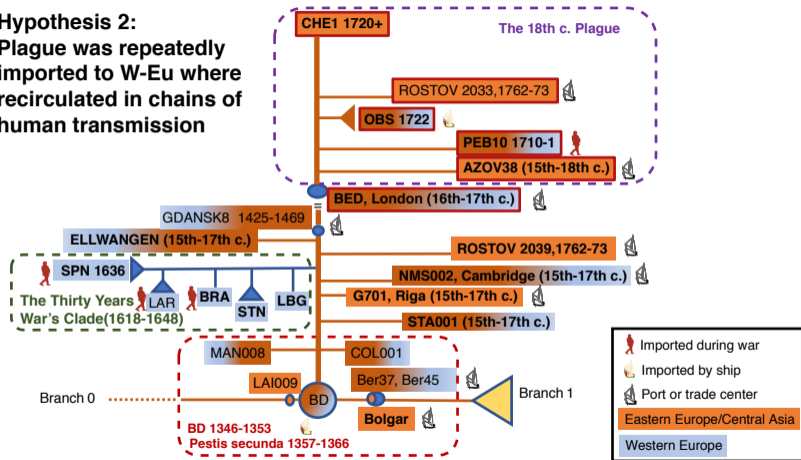 Hypothesis 2:
Plague was repeatedly
imported to W-Eu where
recirculated in chains of
human transmission
CHE1 1720+
The 18th c. Plague
ROSTOV 2033,1762-73
OBS 1722
PEB10 1710-1
AZOV38 (15th-18th c.)
BED, London (16th-17th c.)
=
GDANSK8 1425-1469
ELLWANGEN (15th-17th c.)
ROSTOV 2039,1762-73
SPN 1636
NMS002, Cambridge (15th-17th c.)
The Thirty Years
War's Clade(1618-1648)
LAR
BRA
STN
LBG
G701, Riga (15th-17th c.)
STA001 (15th-17th c.)
MAN008
COL001
LAI009
Ber37, Ber45
Branch 0
BD
Branch 1
Bolgar
BD 1346-1353
Pestis secunda 1357-1366
Imported during war
Imported by ship
Port or trade center
Eastern Europe/Central Asia
Western Europe